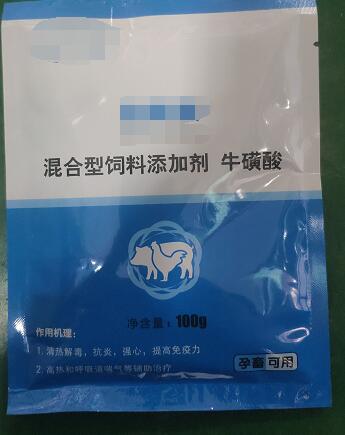 混合型饲料添加剂 牛磺酸
净含量：100g
作用机理：
1.清热解毒，抗炎，强心，提高免疫力
2.高热和呼吸道喘气等辅助治疗
孕畜可用